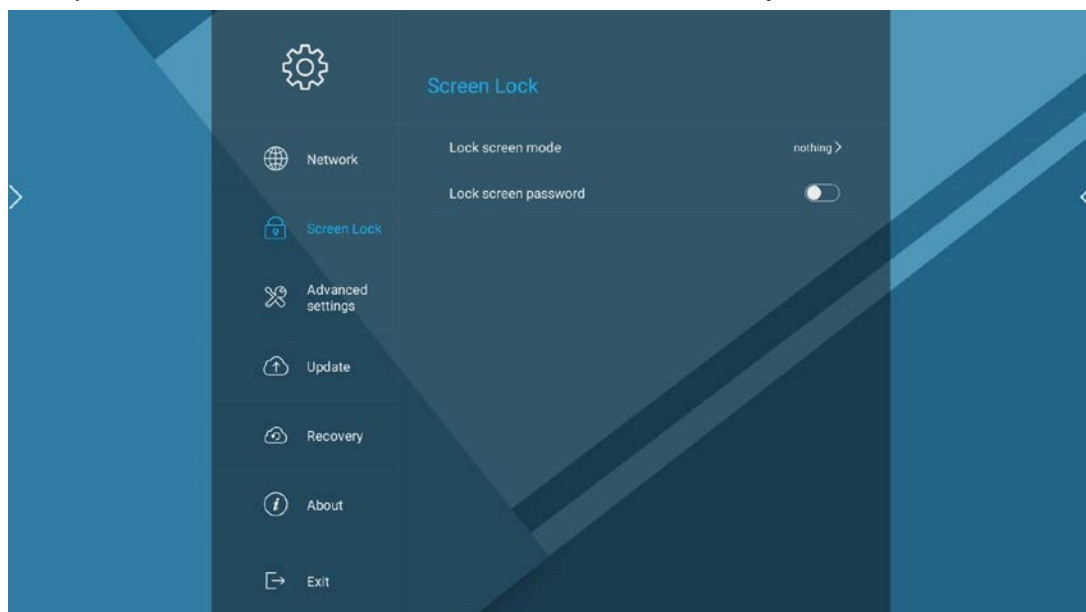 Screen Lock
Lock screen mode
nothing
Lock screen password
Network
Screen Lock
Advanced
settings
Update
Recovery
About
Exit